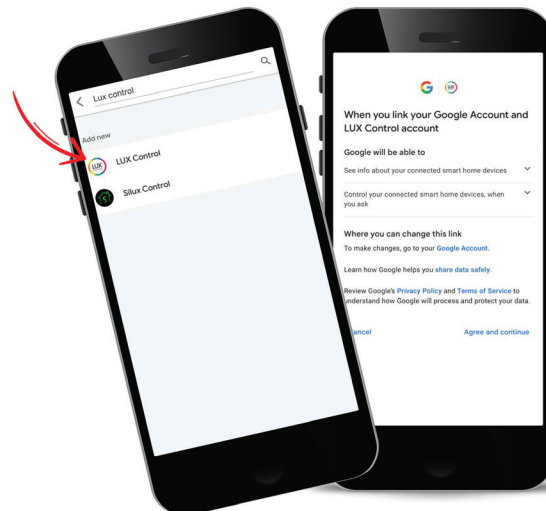 Lux control
Add new
LUX
LUX Control
Silux Control
G LUX
When you link your Google Account and
LUX Control account
Google will be able to
See info about your connected smart home devices
Control your connected smart home devices, when
you ask
Where you can change this link
To make changes, go to your Google Account.
Learn how Google helps you share data safely.
Review Google's Privacy Policy and Terms of Service to
understand how Google will process and protect your data.
ancel
Agree and continue